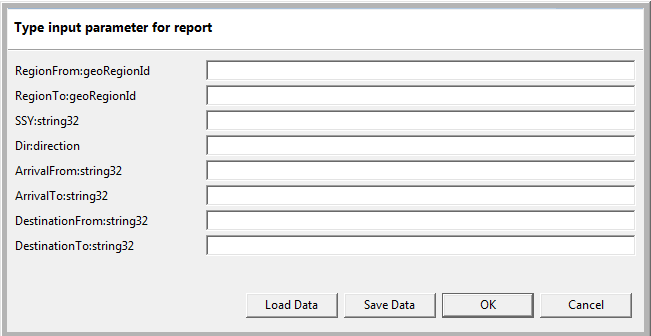 Type input parameter for report
RegionFrom:geoRegionId
RegionTo:geoRegionId
SSY:string32
Dir:direction
ArrivalFrom:string32
ArrivalTo:string32
DestinationFrom:string32
DestinationTo:string32
Load Data Save Data OK Cancel